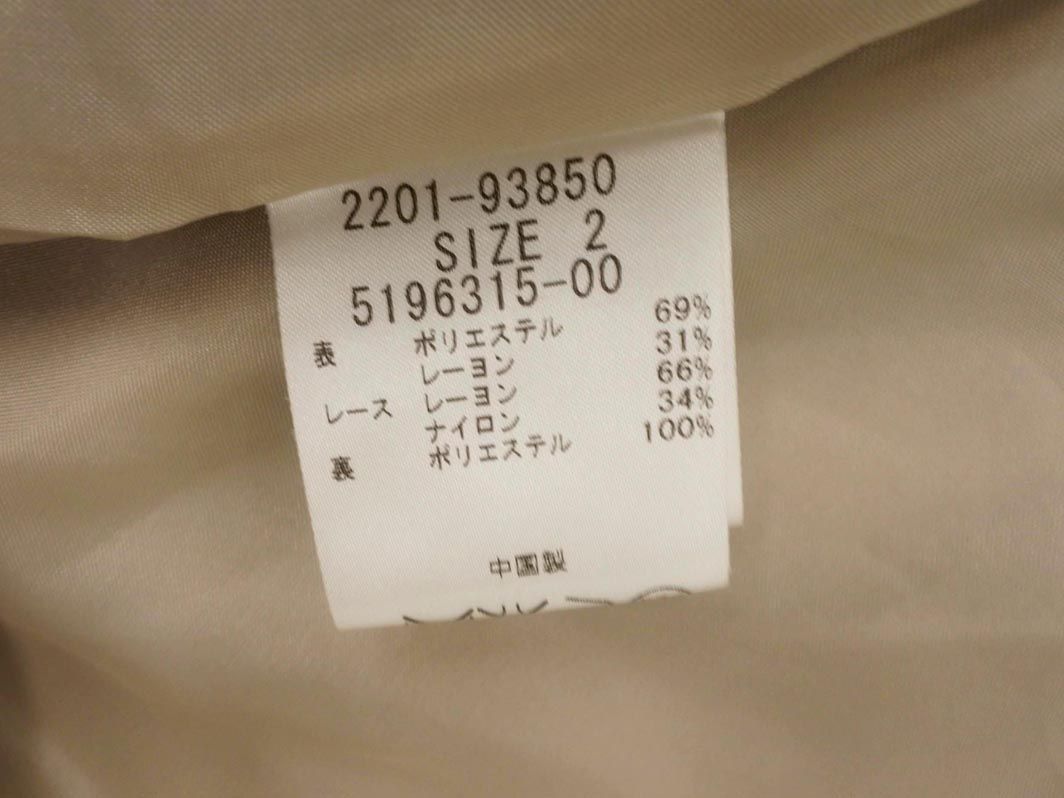 2201-93850
SIZE 2
5196315-00
表 ポリエステル 69%
レーヨン 31%
レース レーヨン 66%
ナイロン 34%
裏 ポリエステル 100%
中国製